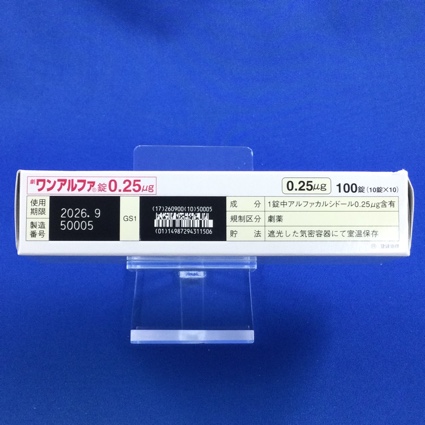 劇 ワンアルファ®錠 0.25μg
0.25μg 100錠(10錠×10)
使用期限 2026.9
製造番号 50005
GS1
(17)260900(10)50005
(01)14987294311506
成分 1錠中アルファカルシドール0.25μg含有
規制区分 劇薬
貯法 遮光した気密容器にて室温保存